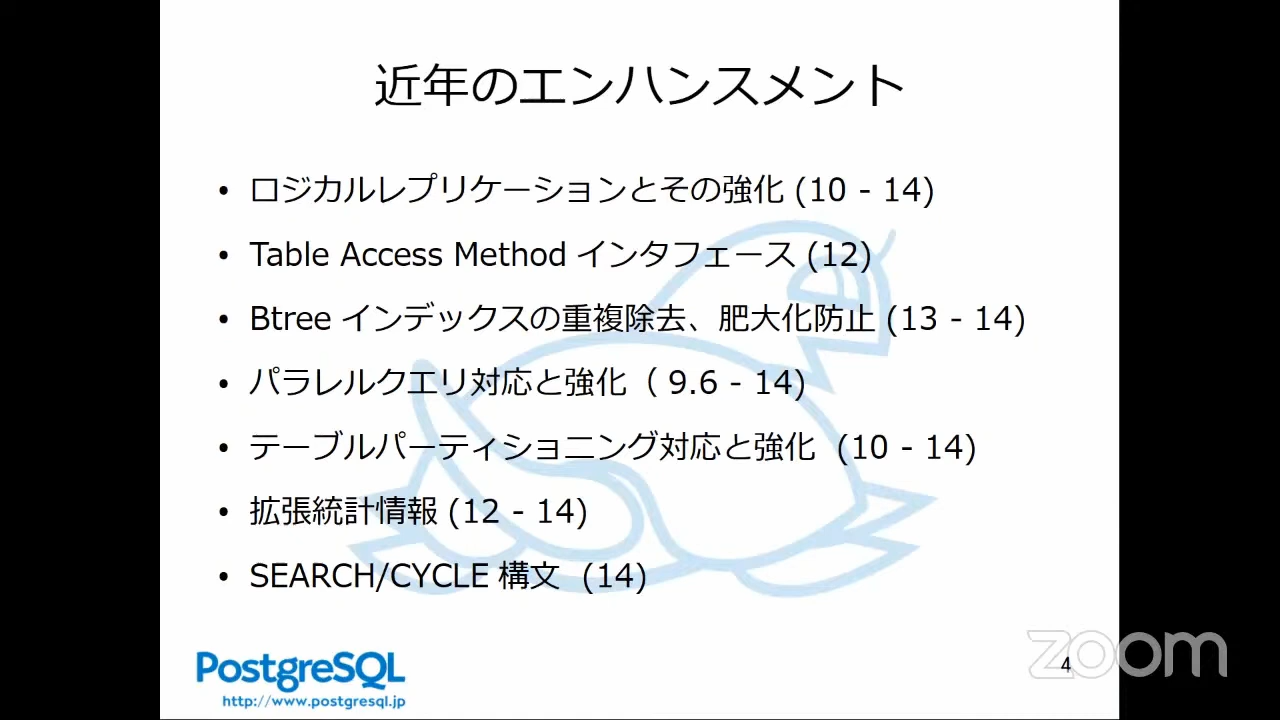 近年のエンハンスメント
• ロジカルレプリケーションとその強化 (10 - 14)
• Table Access Method インタフェース (12)
• Btree インデックスの重複除去、肥大化防止 (13 - 14)
• パラレルクエリ対応と強化（ 9.6 - 14)
• テーブルパーティショニング対応と強化 (10 - 14)
• 拡張統計情報 (12 - 14)
• SEARCH/CYCLE 構文 (14)
PostgreSQL
http://www.postgresql.jp
4
zoom